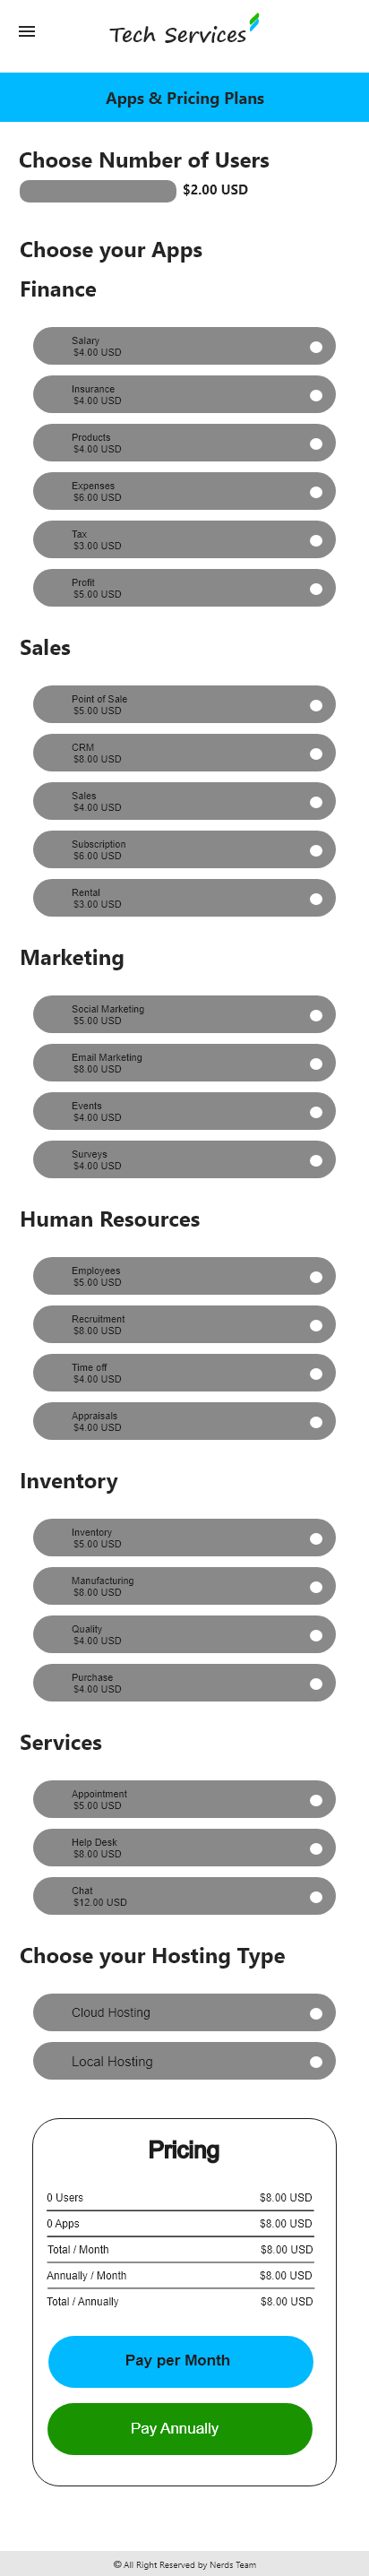 Tech Services
Apps & Pricing Plans
Choose Number of Users
$2.00 USD
Choose your Apps
Finance
Salary
$4.00 USD
Insurance
$4.00 USD
Products
$4.00 USD
Expenses
$6.00 USD
Tax
$3.00 USD
Profit
$5.00 USD
Sales
Point of Sale
$5.00 USD
CRM
$8.00 USD
Sales
$4.00 USD
Subscription
$6.00 USD
Rental
$3.00 USD
Marketing
Social Marketing
$5.00 USD
Email Marketing
$8.00 USD
Events
$4.00 USD
Surveys
$4.00 USD
Human Resources
Employees
$5.00 USD
Recruitment
$8.00 USD
Time off
$4.00 USD
Appraisals
$4.00 USD
Inventory
Inventory
$5.00 USD
Manufacturing
$8.00 USD
Quality
$4.00 USD
Purchase
$4.00 USD
Services
Appointment
$5.00 USD
Help Desk
$8.00 USD
Chat
$12.00 USD
Choose your Hosting Type
Cloud Hosting
Local Hosting
Pricing
0 Users $8.00 USD
0 Apps $8.00 USD
Total / Month $8.00 USD
Annually / Month $8.00 USD
Total / Annually $8.00 USD
Pay per Month
Pay Annually
© All Right Reserved by Nerds Team